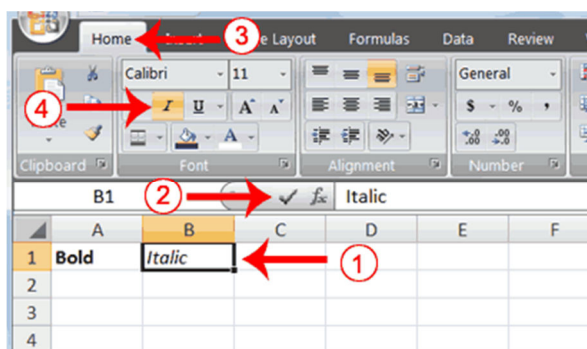 Home Layout Formulas Data Review
3
Calibri 11 General
4
I U A A $ % ,
A .00 .00
Clipboard Font Alignment Number
B1 2 fx Italic
A B C D E F
1 Bold Italic 1
2
3
4